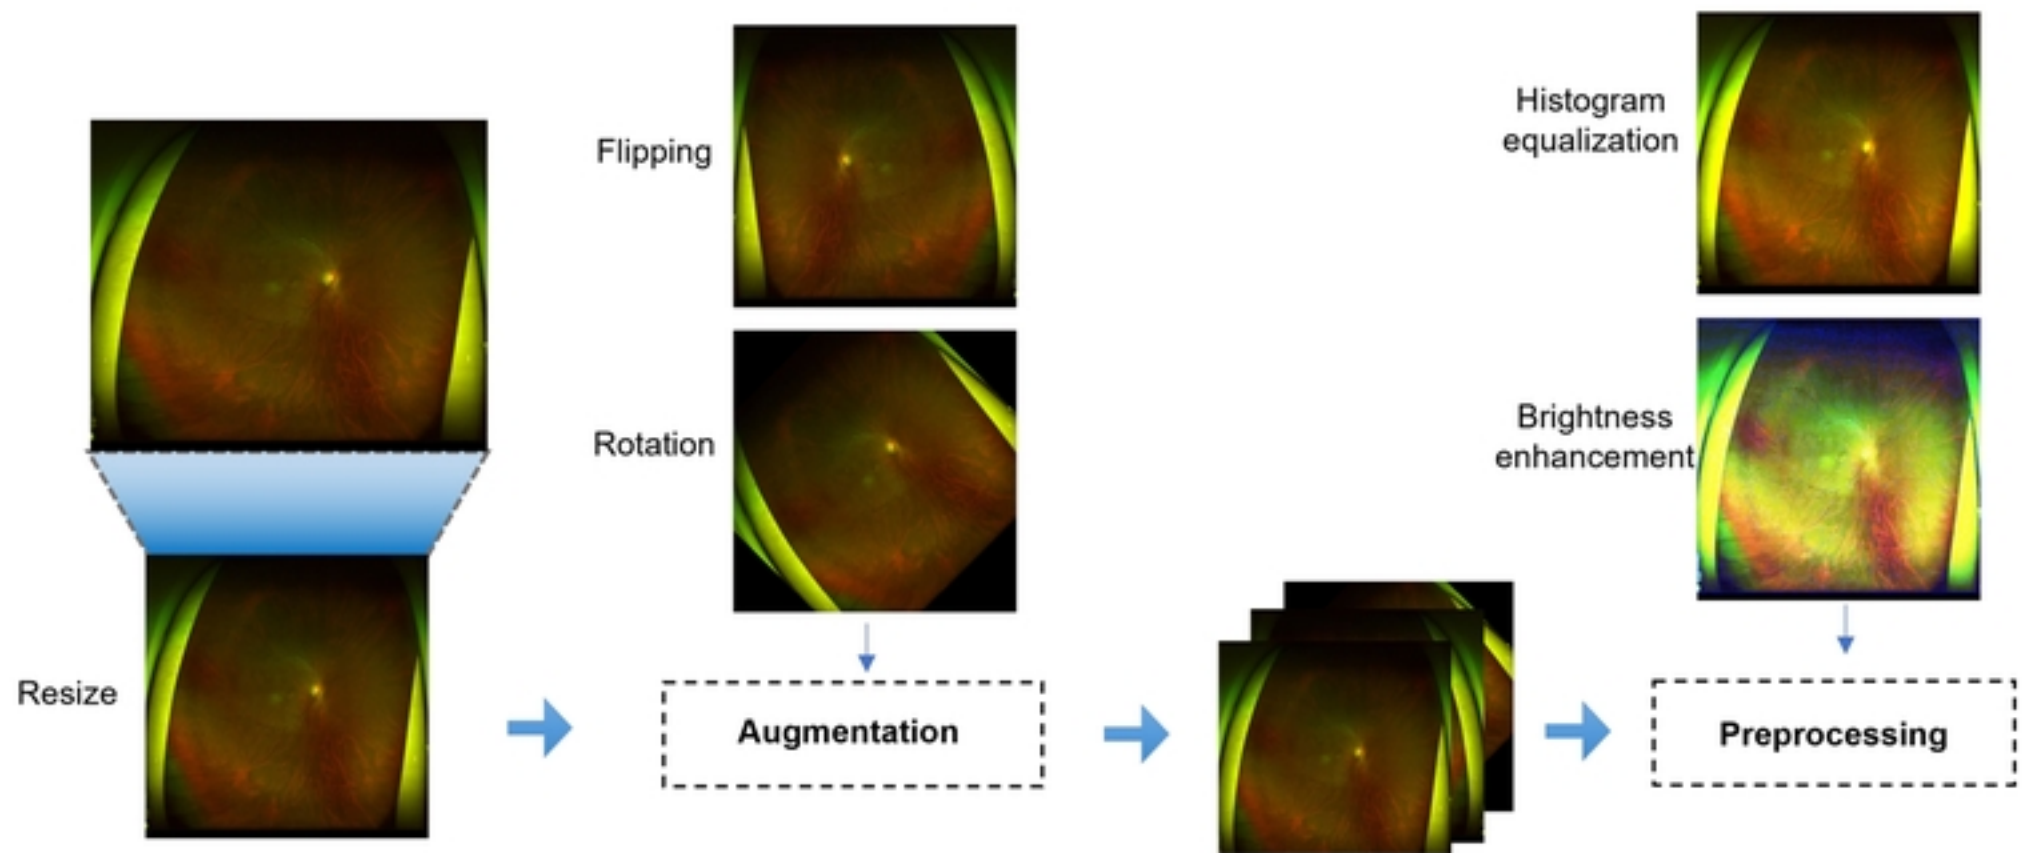 Resize
Flipping
Rotation
Augmentation
Histogram
equalization
Brightness
enhancement
Preprocessing